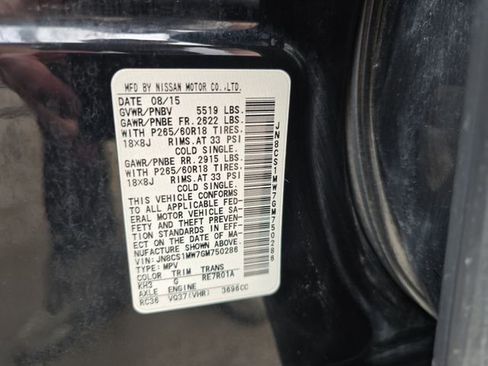 MFD BY NISSAN MOTOR CO.,LTD.
DATE 08/15
GVWR/PNBV 5519 LBS.
GAWR/PNBE FR. 2622 LBS.
WITH P265/60R18 TIRES.
18X8J RIMS.AT 33 PSI
COLD SINGLE.
GAWR/PNBE RR. 2915 LBS.
WITH P265/60R18 TIRES.
18X8J RIMS.AT 33 PSI
COLD SINGLE.
THIS VEHICLE CONFORMS
TO ALL APPLICABLE FED-
ERAL MOTOR VEHICLE SA-
FETY AND THEFT PREVEN-
TION STANDARDS IN EFF-
ECT ON THE DATE OF MA-
NUFACTURE SHOWN ABOVE.
VIN: JN8CS1MW7GM750286
TYPE: MPV
COLOR TRIM TRANS
KH3 G RE7R01A
AXLE ENGINE
RC36 VQ37(VHR) 3696CC
JN8CS1MW7GM750286